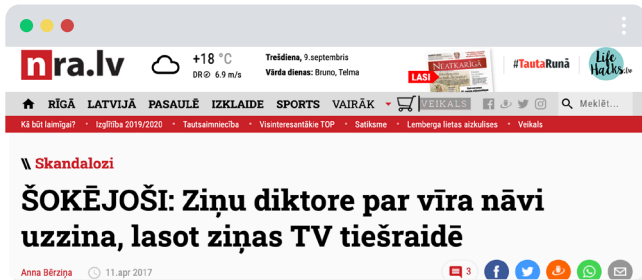 nra.lv
+18 °C
DR 6.9 m/s
Trešdiena, 9.septembris
Vārda dienas: Bruno, Telma
NEATKARĪGĀ
LASI
#TautaRunā
Life
Hacks.lv
RĪGĀ LATVIJĀ PASAULĒ IZKLAIDE SPORTS VAIRĀK VEIKALS Meklēt...
Kā būt laimīgai? • Izglītība 2019/2020 • Tautsaimniecība • Visinteresantākie TOP • Satiksme • Lemberga lietas aizkulises • Veikals
\\ Skandalozi
ŠOKĒJOŠI: Ziņu diktore par vīra nāvi
uzzina, lasot ziņas TV tiešraidē
Anna Bērziņa 11.apr 2017 3